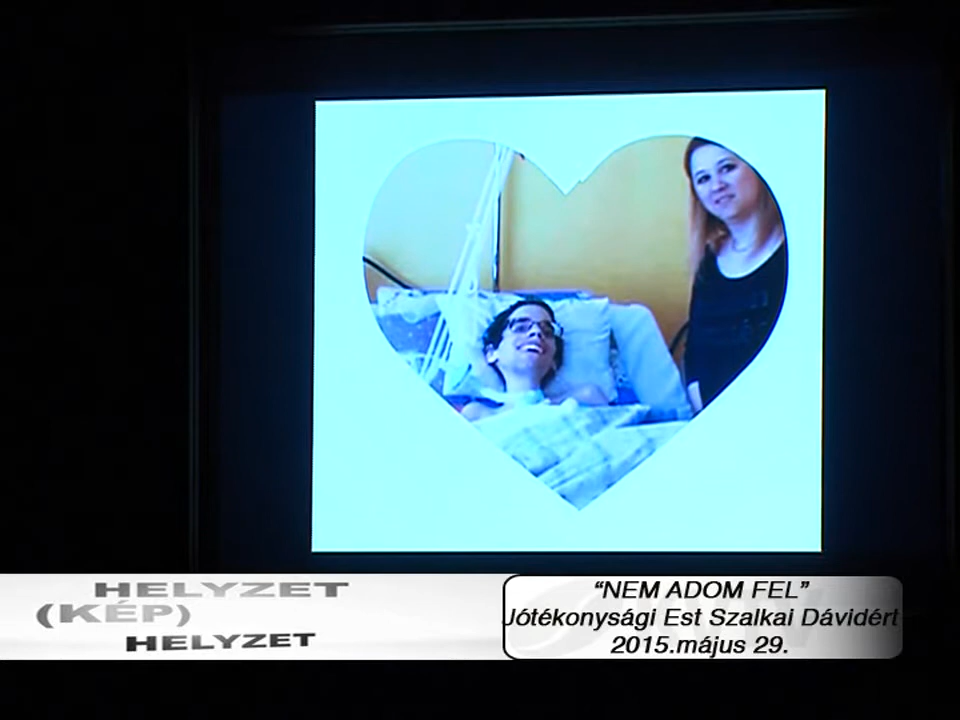 HELYZET
(KÉP)
HELYZET
“NEM ADOM FEL”
Jótékonysági Est Szalkai Dávidért
2015.május 29.